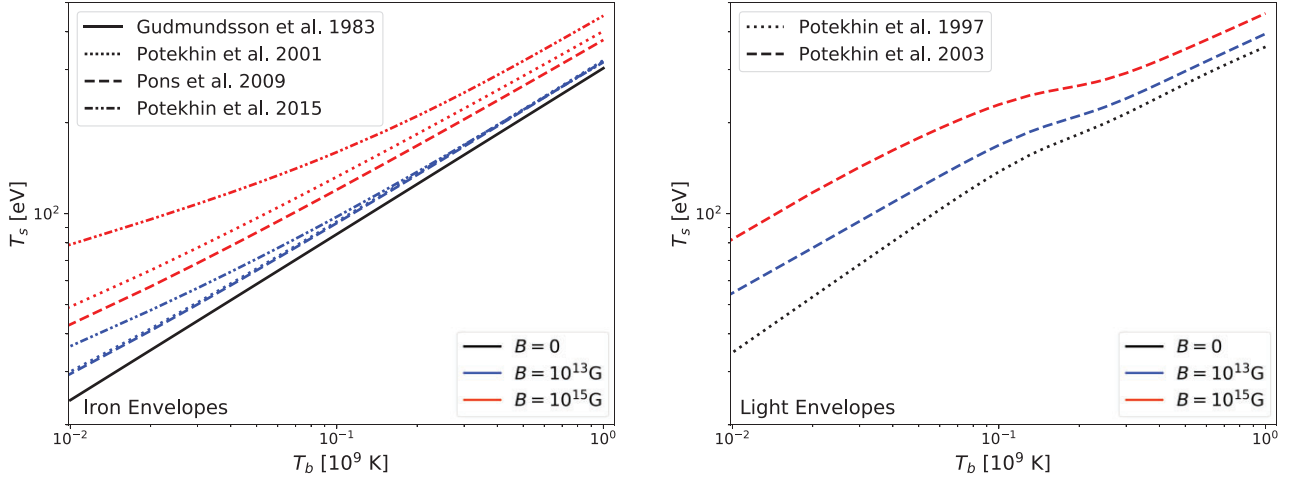 Gudmundsson et al. 1983
Potekhin et al. 2001
Pons et al. 2009
Potekhin et al. 2015
T_s [eV]
10²
B = 0
B = 10¹³G
B = 10¹⁵G
Iron Envelopes
10⁻² 10⁻¹ 10⁰
T_b [10⁹ K]
Potekhin et al. 1997
Potekhin et al. 2003
T_s [eV]
10²
B = 0
B = 10¹³G
B = 10¹⁵G
Light Envelopes
10⁻² 10⁻¹ 10⁰
T_b [10⁹ K]